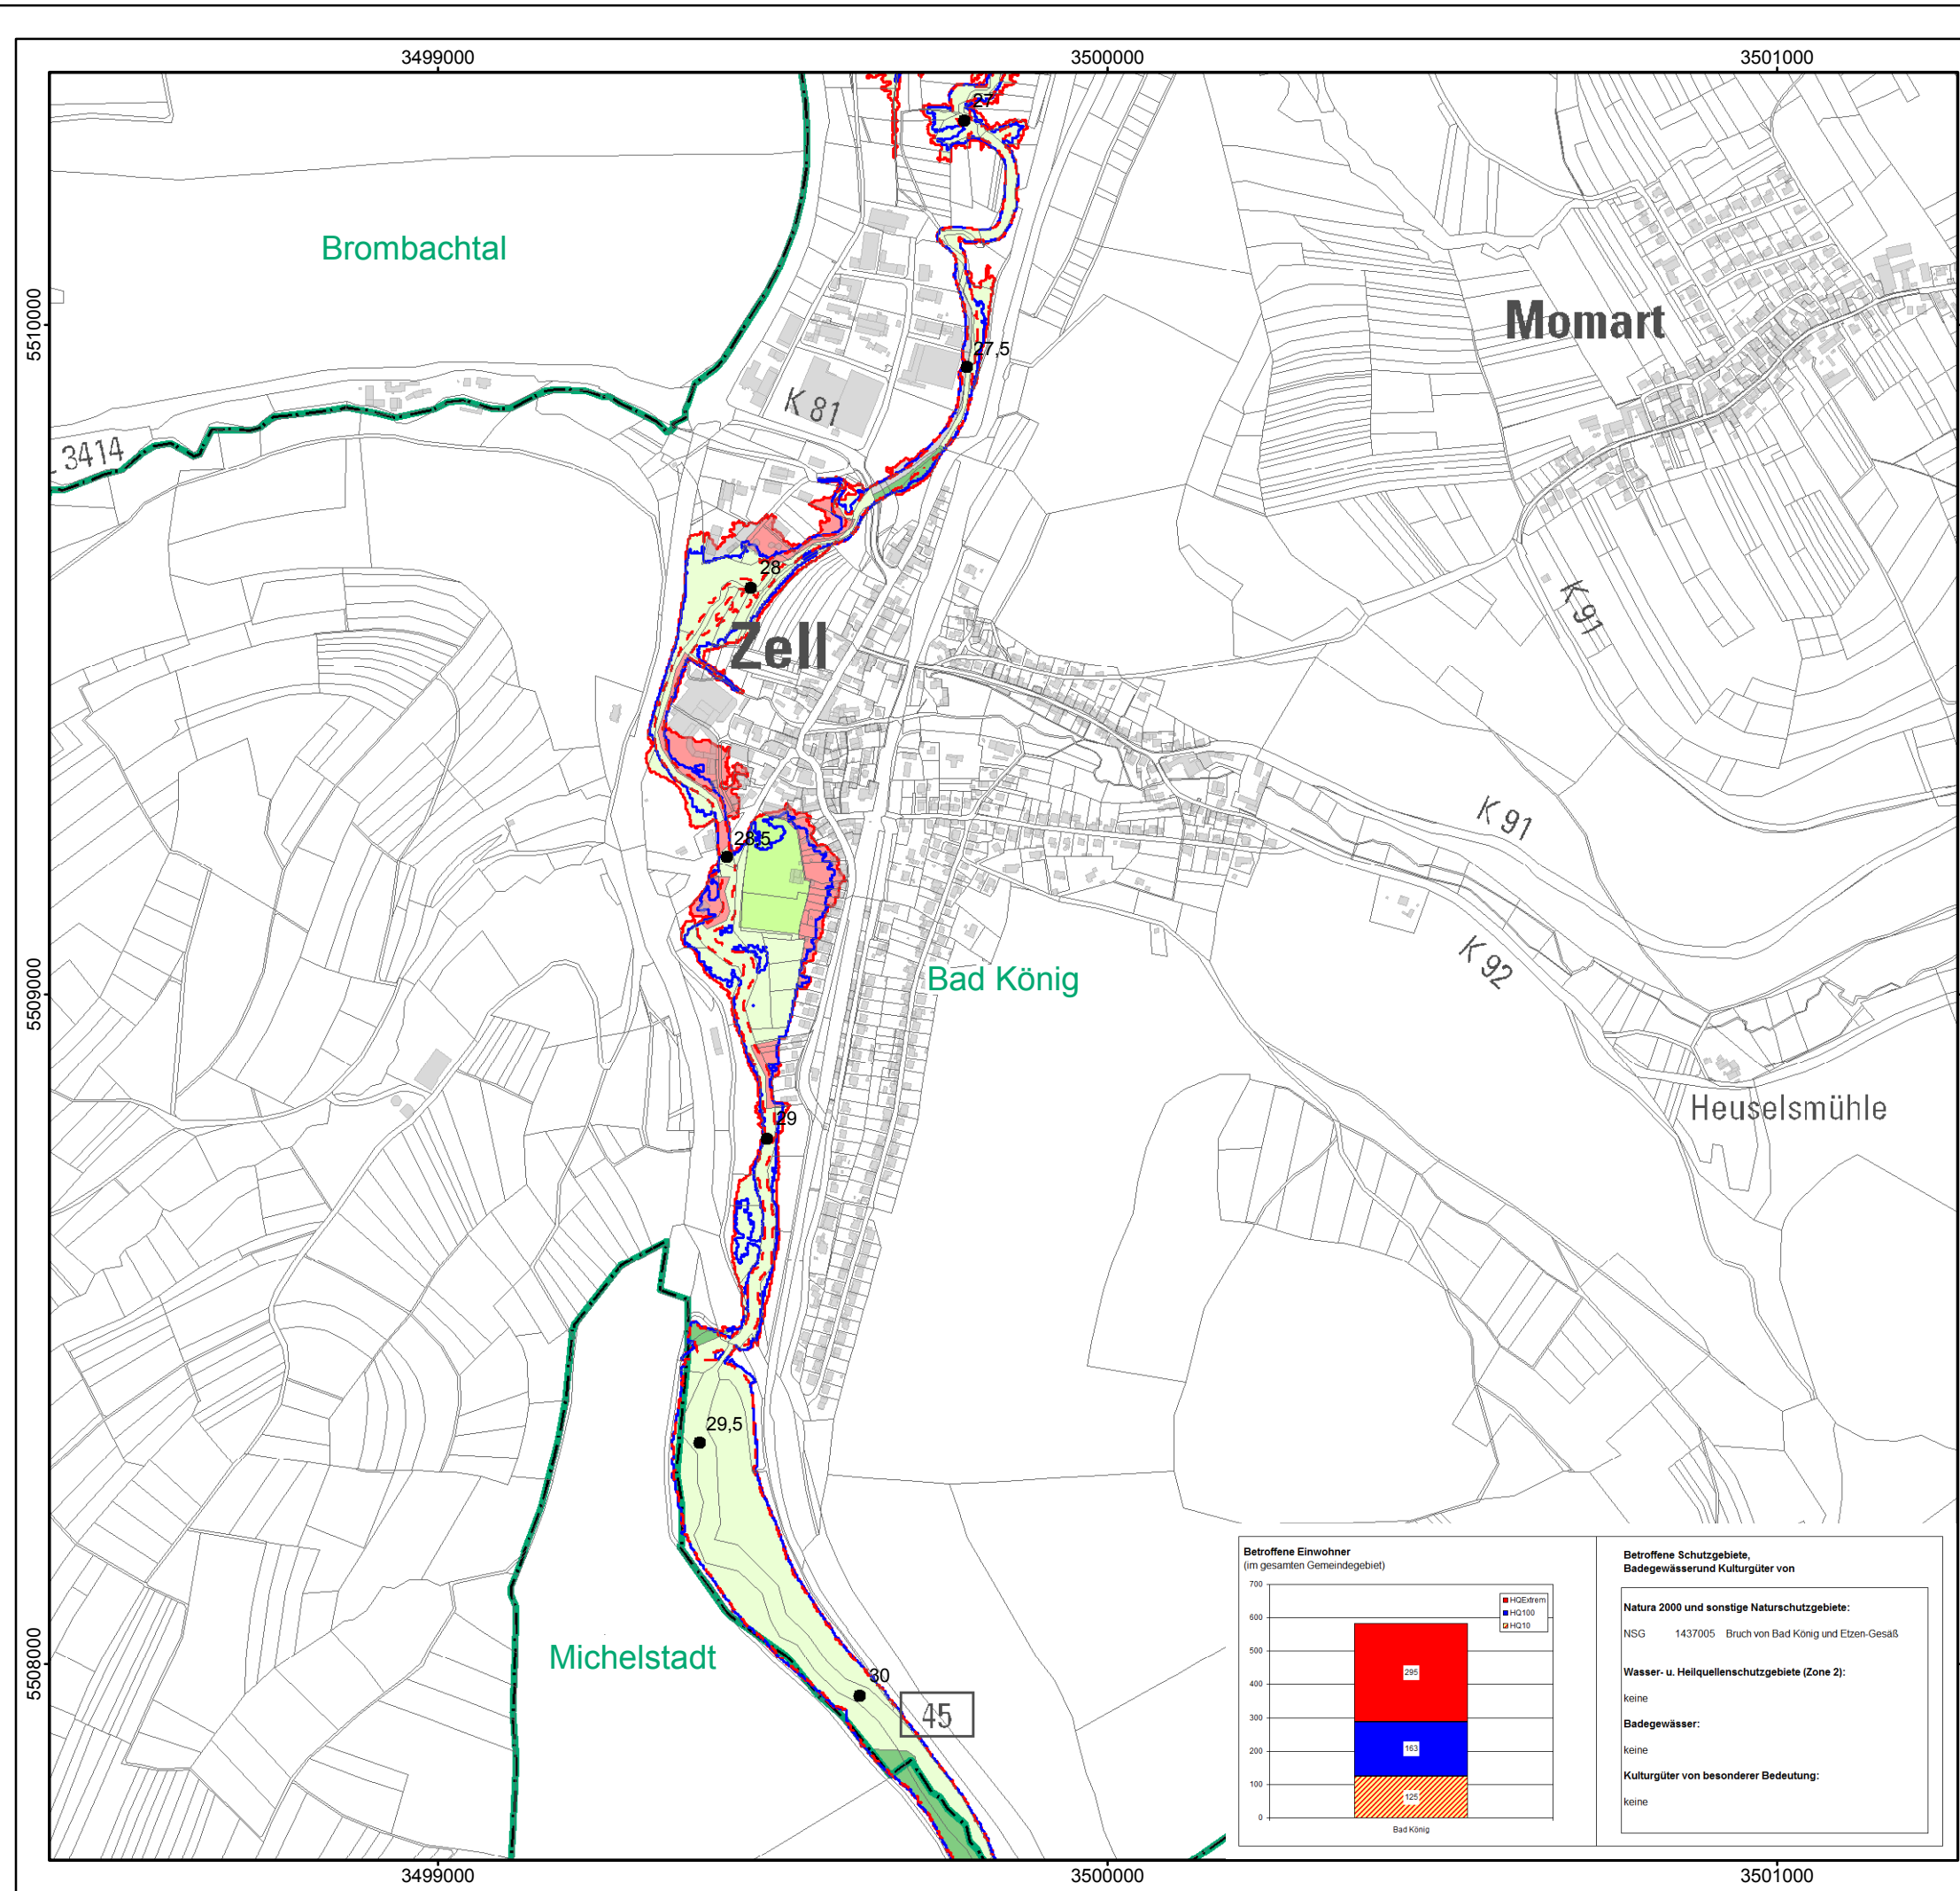 3499000 3500000 3501000
27
Brombachtal
5510000
Momart
27,5
K 81
3414
28
K 91
Zell
K 91
28,5
K 92
5509000
Bad König
Heuselsmühle
29
29,5
Michelstadt
5508000
30
45
Betroffene Einwohner
(im gesamten Gemeindegebiet)
700
600
500
400
300
200
100
0
HQExtrem
HQ100
HQ10
295
163
125
Bad König
Betroffene Schutzgebiete,
Badegewässerund Kulturgüter von
Natura 2000 und sonstige Naturschutzgebiete:
NSG 1437005 Bruch von Bad König und Etzen-Gesäß
Wasser- u. Heilquellenschutzgebiete (Zone 2):
keine
Badegewässer:
keine
Kulturgüter von besonderer Bedeutung:
keine
3499000 3500000 3501000